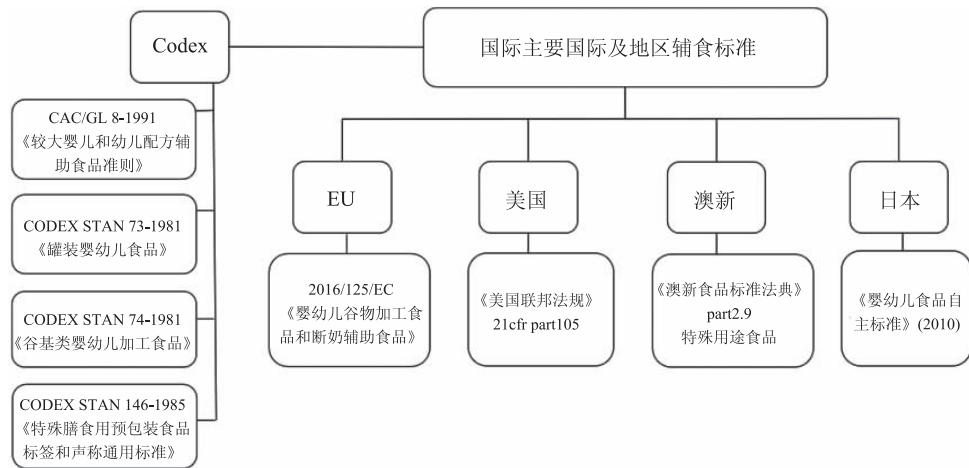 Codex
国际主要国际及地区辅食标准
CAC/GL 8-1991
《较大婴儿和幼儿配方辅
助食品准则》
CODEX STAN 73-1981
《罐装婴幼儿食品》
CODEX STAN 74-1981
《谷基类婴幼儿加工食品》
CODEX STAN 146-1985
《特殊膳食用预包装食品
标签和声称通用标准》
EU
2016/125/EC
《婴幼儿谷物加工食
品和断奶辅助食品》
美国
《美国联邦法规》
21cfr part105
澳新
《澳新食品标准法典》
part2.9
特殊用途食品
日本
《婴幼儿食品自
主标准》(2010)